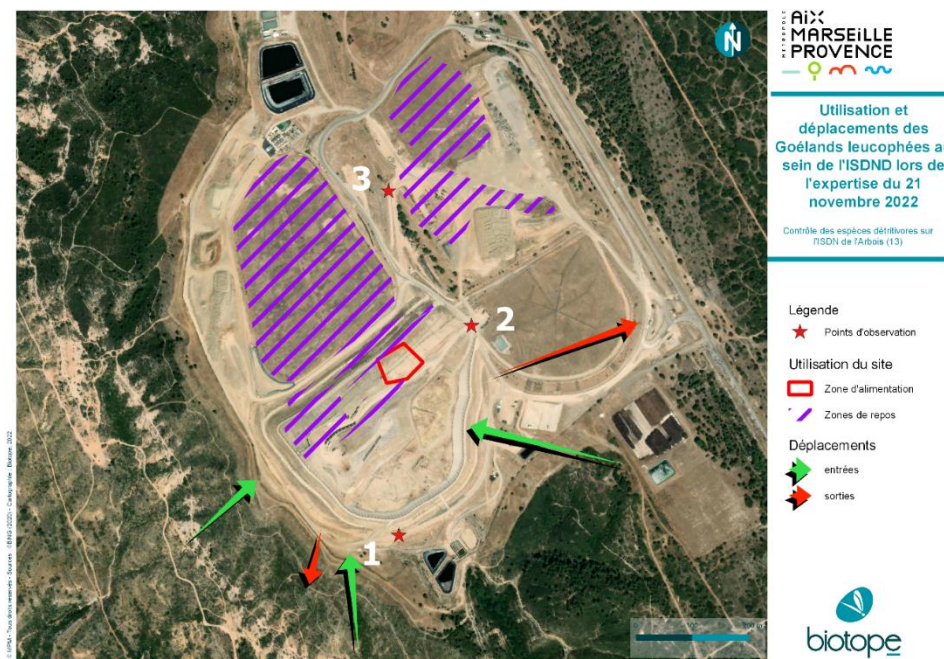 N
3
2
1
MÉTROPOLE
AIX
MARSEILLE
PROVENCE
Utilisation et
déplacements des
Goélands leucophées au
sein de l'ISDND lors de
l'expertise du 21
novembre 2022
Contrôle des espèces détritivores sur
l'ISDN de l'Arbois (13)
Légende
Points d'observation
Utilisation du site
Zone d'alimentation
Zones de repos
Déplacements
entrées
sorties
biotope